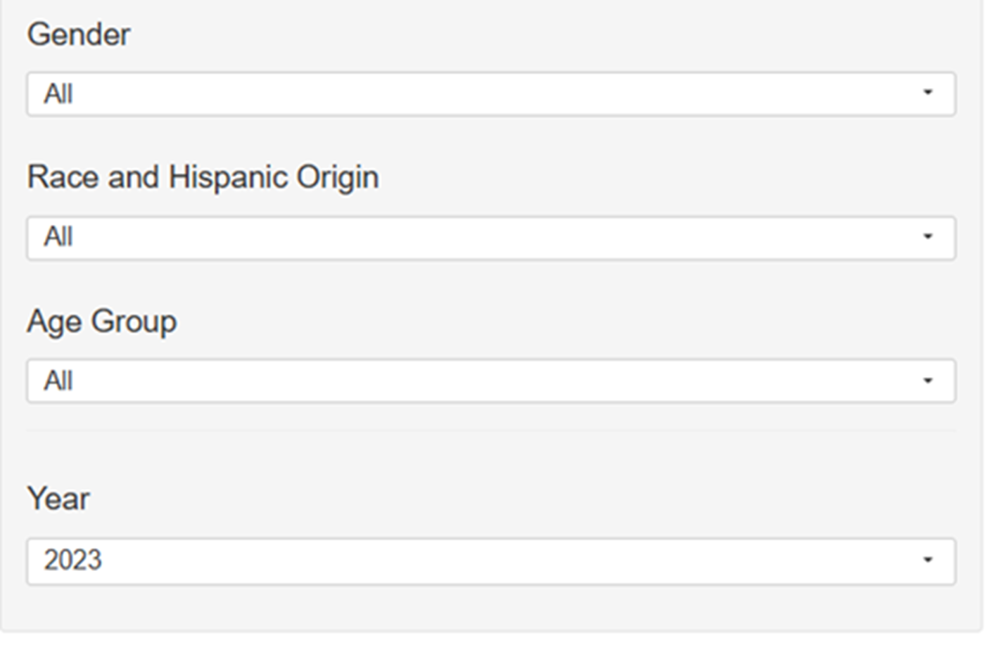 Gender
All
Race and Hispanic Origin
All
Age Group
All
Year
2023